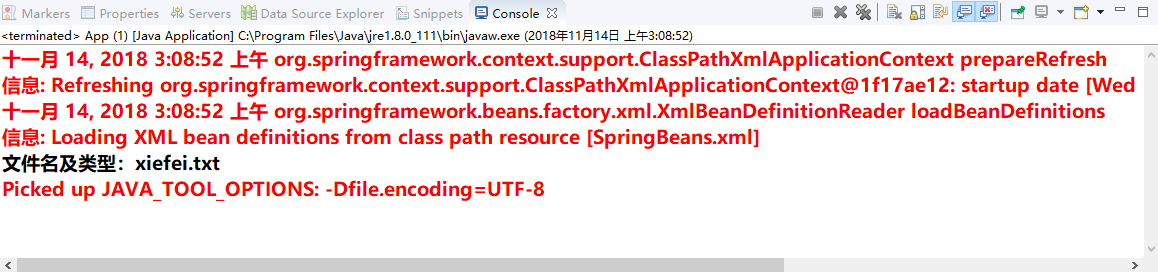 Markers Properties Servers Data Source Explorer Snippets Console
<terminated> App (1) [Java Application] C:\Program Files\Java\jre1.8.0_111\bin\javaw.exe (2018年11月14日 上午3:08:52)
十一月 14, 2018 3:08:52 上午 org.springframework.context.support.ClassPathXmlApplicationContext prepareRefresh
信息: Refreshing org.springframework.context.support.ClassPathXmlApplicationContext@1f17ae12: startup date [Wed
十一月 14, 2018 3:08:52 上午 org.springframework.beans.factory.xml.XmlBeanDefinitionReader loadBeanDefinitions
信息: Loading XML bean definitions from class path resource [SpringBeans.xml]
文件名及类型：xiefei.txt
Picked up JAVA_TOOL_OPTIONS: -Dfile.encoding=UTF-8